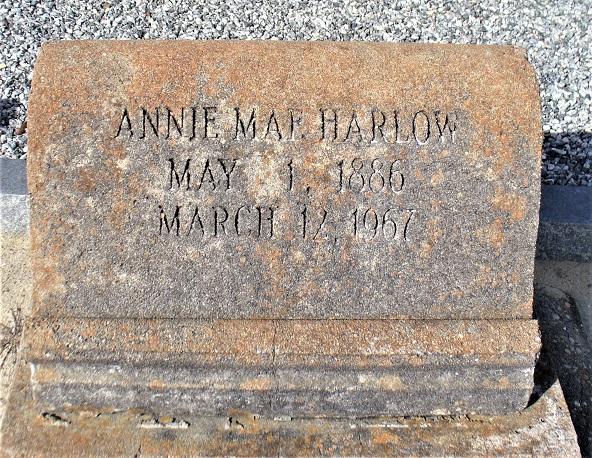 ANNIE MAE HARLOW
MAY 1, 1886
MARCH 12, 1967